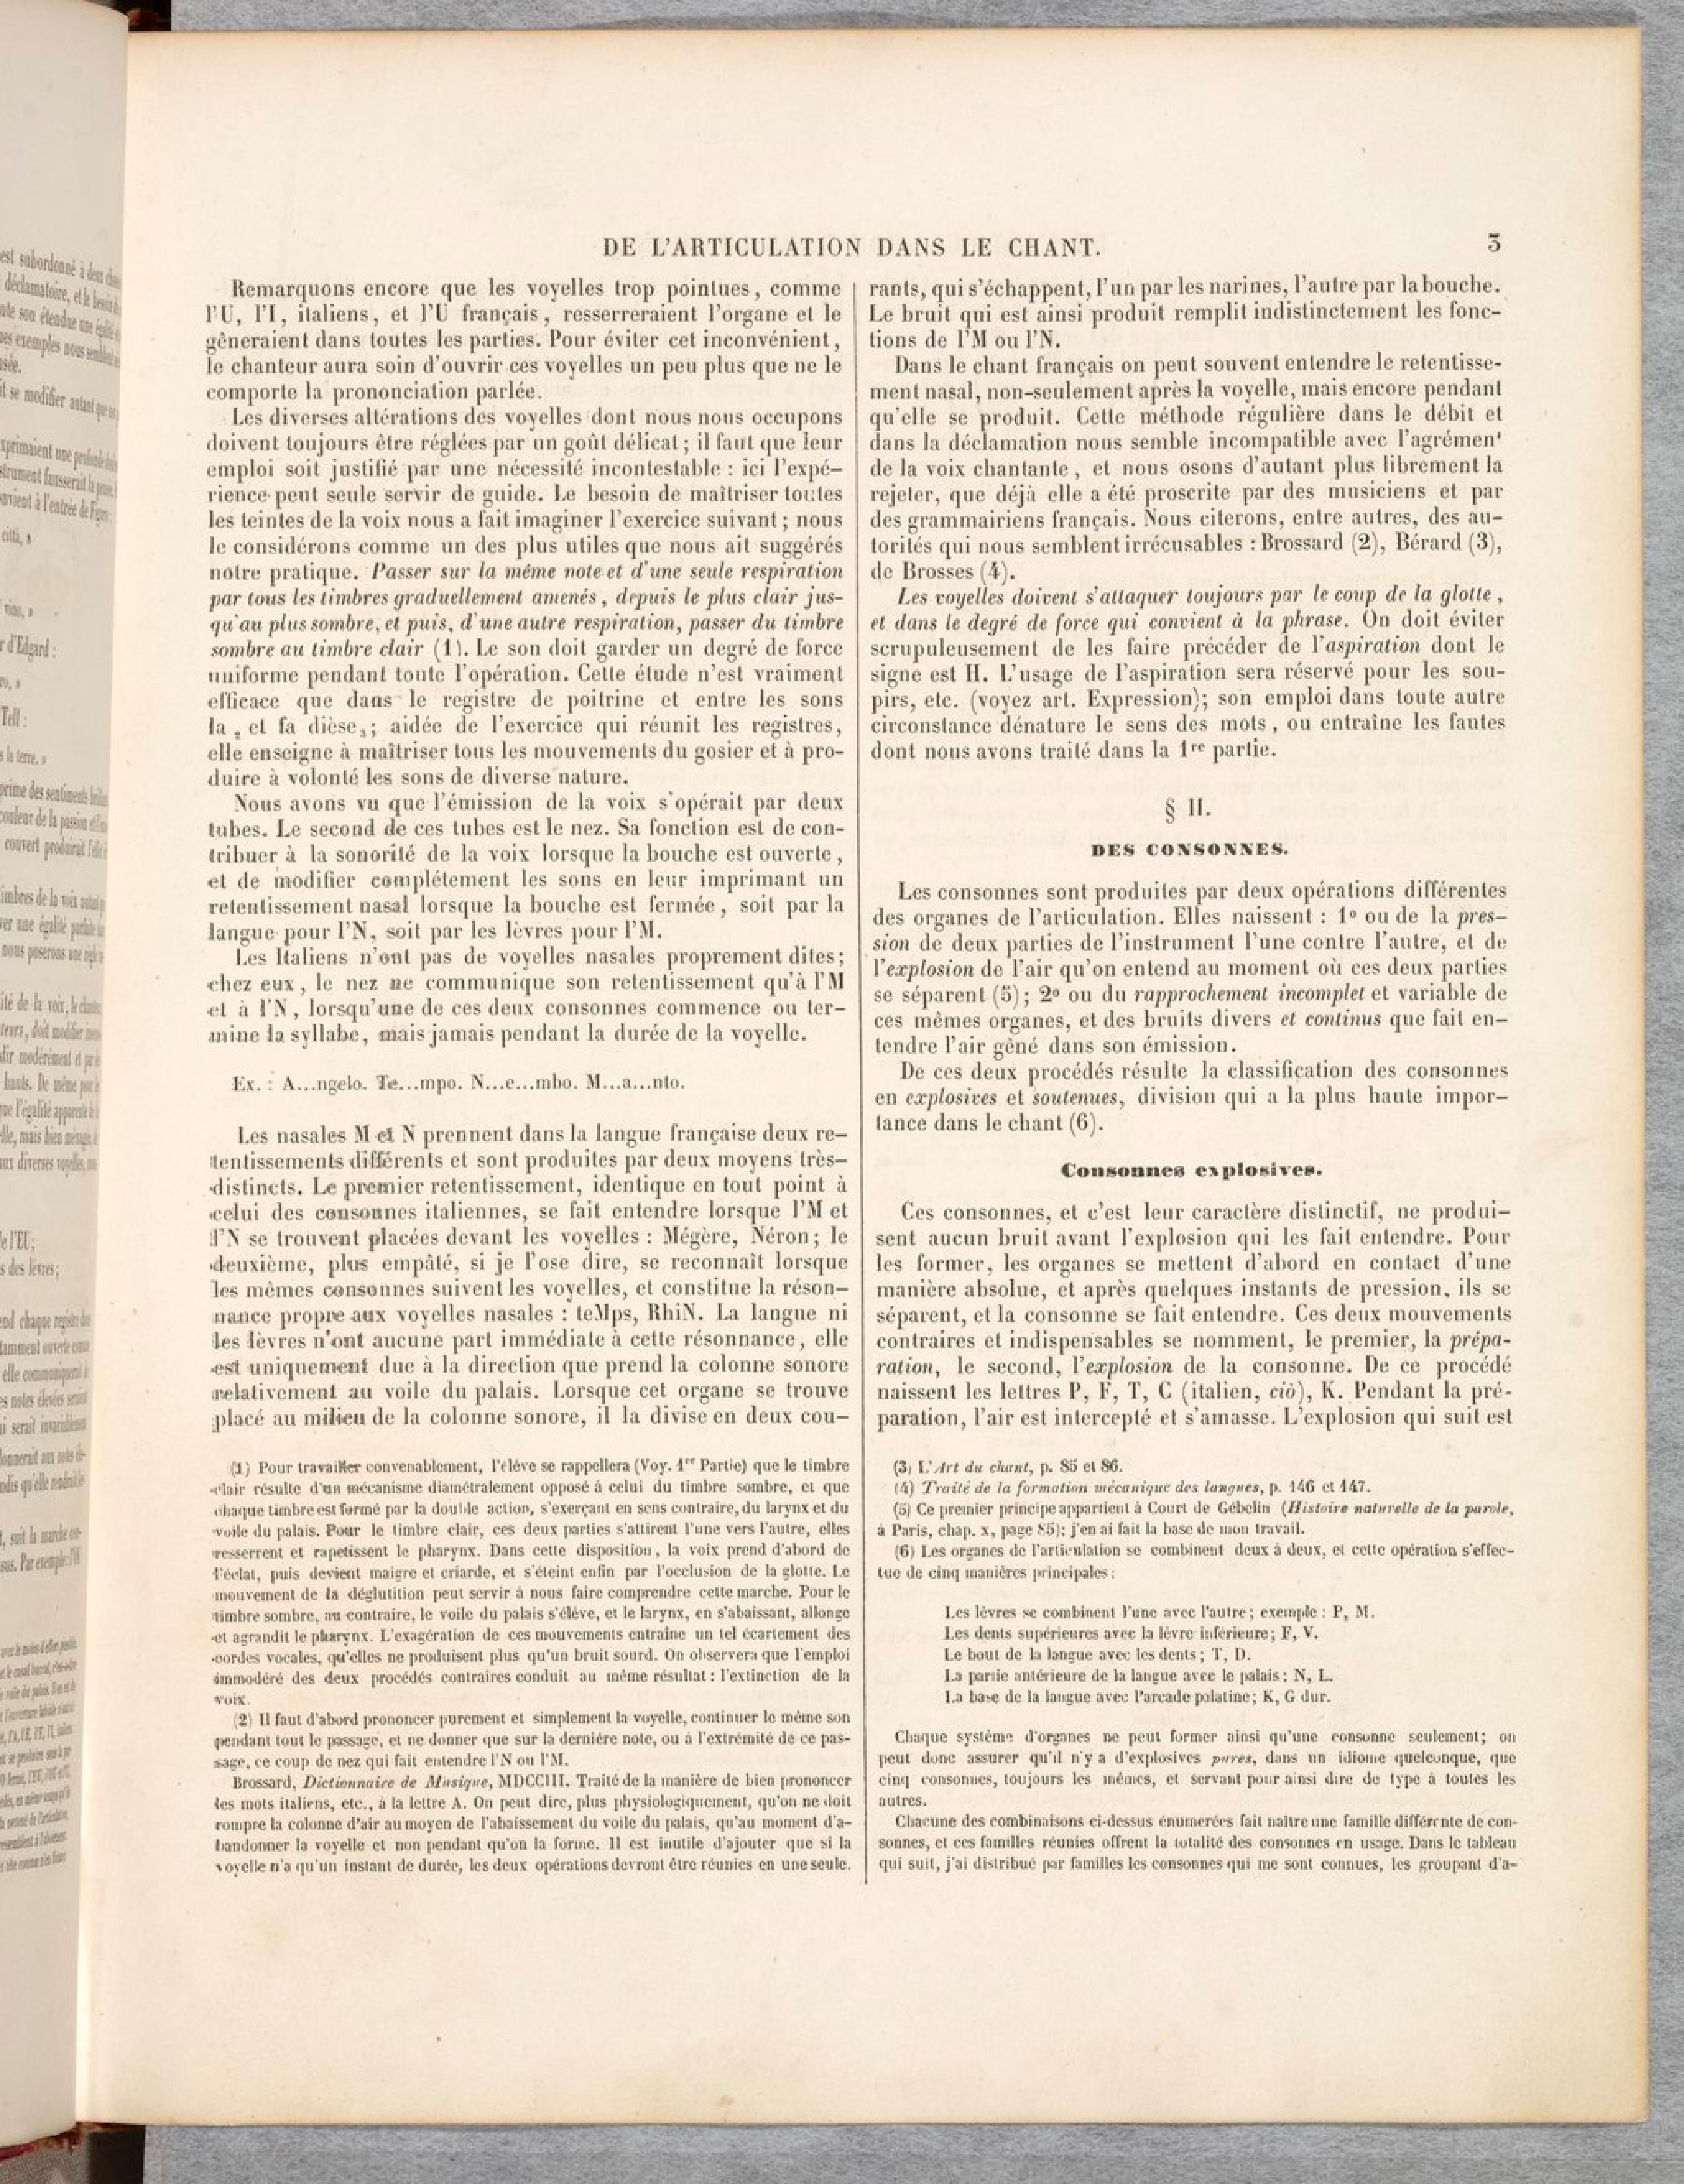 DE L'ARTICULATION DANS LE CHANT.
3
Remarquons encore que les voyelles trop pointues, comme
l'U, l'I, italiens, et l'U français, resserreraient l'organe et le
gêneraient dans toutes les parties. Pour éviter cet inconvénient,
le chanteur aura soin d'ouvrir ces voyelles un peu plus que ne le
comporte la prononciation parlée.
Les diverses altérations des voyelles dont nous nous occupons
doivent toujours être réglées par un goût délicat; il faut que leur
emploi soit justifié par une nécessité incontestable : ici l'expé-
rience peut seule servir de guide. Le besoin de maîtriser toutes
les teintes de la voix nous a fait imaginer l'exercice suivant; nous
le considérons comme un des plus utiles que nous ait suggérés
notre pratique. Passer sur la même note et d'une seule respiration
par tous les timbres graduellement amenés, depuis le plus clair jus-
qu'au plus sombre, et puis, d'une autre respiration, passer du timbre
sombre au timbre clair (1). Le son doit garder un degré de force
uniforme pendant toute l'opération. Cette étude n'est vraiment
efficace que dans le registre de poitrine et entre les sons
la₂ et fa dièse₃; aidée de l'exercice qui réunit les registres,
elle enseigne à maîtriser tous les mouvements du gosier et à pro-
duire à volonté les sons de diverse nature.
Nous avons vu que l'émission de la voix s'opérait par deux
tubes. Le second de ces tubes est le nez. Sa fonction est de con-
tribuer à la sonorité de la voix lorsque la bouche est ouverte,
et de modifier complétement les sons en leur imprimant un
retentissement nasal lorsque la bouche est fermée, soit par la
langue pour l'N, soit par les lèvres pour l'M.
Les Italiens n'ont pas de voyelles nasales proprement dites;
chez eux, le nez ne communique son retentissement qu'à l'M
et à l'N, lorsqu'une de ces deux consonnes commence ou ter-
mine la syllabe, mais jamais pendant la durée de la voyelle.
Ex. : A...ngelo. Te...mpo. N...e...mbo. M...a...nto.
Les nasales M et N prennent dans la langue française deux re-
tentissements différents et sont produites par deux moyens très-
distincts. Le premier retentissement, identique en tout point à
celui des consonnes italiennes, se fait entendre lorsque l'M et
l'N se trouvent placées devant les voyelles : Mégère, Néron; le
deuxième, plus empâté, si je l'ose dire, se reconnaît lorsque
les mêmes consonnes suivent les voyelles, et constitue la réson-
nance propre aux voyelles nasales : teMps, RhiN. La langue ni
les lèvres n'ont aucune part immédiate à cette résonnance, elle
est uniquement due à la direction que prend la colonne sonore
relativement au voile du palais. Lorsque cet organe se trouve
placé au milieu de la colonne sonore, il la divise en deux cou-
(1) Pour travailler convenablement, l'élève se rappellera (Voy. 1re Partie) que le timbre
clair résulte d'un mécanisme diamétralement opposé à celui du timbre sombre, et que
chaque timbre est formé par la double action, s'exerçant en sens contraire, du larynx et du
voile du palais. Pour le timbre clair, ces deux parties s'attirent l'une vers l'autre, elles
resserrent et rapetissent le pharynx. Dans cette disposition, la voix prend d'abord de
l'éclat, puis devient maigre et criarde, et s'éteint enfin par l'occlusion de la glotte. Le
mouvement de la déglutition peut servir à nous faire comprendre cette marche. Pour le
timbre sombre, au contraire, le voile du palais s'élève, et le larynx, en s'abaissant, allonge
et agrandit le pharynx. L'exagération de ces mouvements entraîne un tel écartement des
cordes vocales, qu'elles ne produisent plus qu'un bruit sourd. On observera que l'emploi
immodéré des deux procédés contraires conduit au même résultat : l'extinction de la
voix.
(2) Il faut d'abord prononcer purement et simplement la voyelle, continuer le même son
pendant tout le passage, et ne donner que sur la dernière note, ou à l'extrémité de ce pas-
sage, ce coup de nez qui fait entendre l'N ou l'M.
Brossard, Dictionnaire de Musique, MDCCIII. Traité de la manière de bien prononcer
les mots italiens, etc., à la lettre A. On peut dire, plus physiologiquement, qu'on ne doit
rompre la colonne d'air au moyen de l'abaissement du voile du palais, qu'au moment d'a-
bandonner la voyelle et non pendant qu'on la forme. Il est inutile d'ajouter que si la
voyelle n'a qu'un instant de durée, les deux opérations devront être réunies en une seule.
rants, qui s'échappent, l'un par les narines, l'autre par la bouche.
Le bruit qui est ainsi produit remplit indistinctement les fonc-
tions de l'M ou l'N.
Dans le chant français on peut souvent entendre le retentisse-
ment nasal, non-seulement après la voyelle, mais encore pendant
qu'elle se produit. Cette méthode régulière dans le débit et
dans la déclamation nous semble incompatible avec l'agrémen'
de la voix chantante, et nous osons d'autant plus librement la
rejeter, que déjà elle a été proscrite par des musiciens et par
des grammairiens français. Nous citerons, entre autres, des au-
torités qui nous semblent irrécusables : Brossard (2), Bérard (3),
de Brosses (4).
Les voyelles doivent s'attaquer toujours par le coup de la glotte,
et dans le degré de force qui convient à la phrase. On doit éviter
scrupuleusement de les faire précéder de l'aspiration dont le
signe est H. L'usage de l'aspiration sera réservé pour les sou-
pirs, etc. (voyez art. Expression); son emploi dans toute autre
circonstance dénature le sens des mots, ou entraîne les fautes
dont nous avons traité dans la 1re partie.
§ II.
DES CONSONNES.
Les consonnes sont produites par deux opérations différentes
des organes de l'articulation. Elles naissent : 1º ou de la pres-
sion de deux parties de l'instrument l'une contre l'autre, et de
l'explosion de l'air qu'on entend au moment où ces deux parties
se séparent (5); 2º ou du rapprochement incomplet et variable de
ces mêmes organes, et des bruits divers et continus que fait en-
tendre l'air gêné dans son émission.
De ces deux procédés résulte la classification des consonnes
en explosives et soutenues, division qui a la plus haute impor-
tance dans le chant (6).
Consonnes explosives.
Ces consonnes, et c'est leur caractère distinctif, ne produi-
sent aucun bruit avant l'explosion qui les fait entendre. Pour
les former, les organes se mettent d'abord en contact d'une
manière absolue, et après quelques instants de pression, ils se
séparent, et la consonne se fait entendre. Ces deux mouvements
contraires et indispensables se nomment, le premier, la prépa-
ration, le second, l'explosion de la consonne. De ce procédé
naissent les lettres P, F, T, C (italien, ciò), K. Pendant la pré-
paration, l'air est intercepté et s'amasse. L'explosion qui suit est
(3) L'Art du chant, p. 85 et 86.
(4) Traité de la formation mécanique des langues, p. 146 et 147.
(5) Ce premier principe appartient à Court de Gébelin (Histoire naturelle de la parole,
à Paris, chap. x, page 85); j'en ai fait la base de mon travail.
(6) Les organes de l'articulation se combinent deux à deux, et cette opération s'effec-
tue de cinq manières principales :
Les lèvres se combinent l'une avec l'autre; exemple : P, M.
Les dents supérieures avec la lèvre inférieure; F, V.
Le bout de la langue avec les dents; T, D.
La partie antérieure de la langue avec le palais; N, L.
La base de la langue avec l'arcade palatine; K, G dur.
Chaque système d'organes ne peut former ainsi qu'une consonne seulement; on
peut donc assurer qu'il n'y a d'explosives pures, dans un idiome quelconque, que
cinq consonnes, toujours les mêmes, et servant pour ainsi dire de type à toutes les
autres.
Chacune des combinaisons ci-dessus énumerées fait naître une famille différente de con-
sonnes, et ces familles réunies offrent la totalité des consonnes en usage. Dans le tableau
qui suit, j'ai distribué par familles les consonnes qui me sont connues, les groupant d'a-